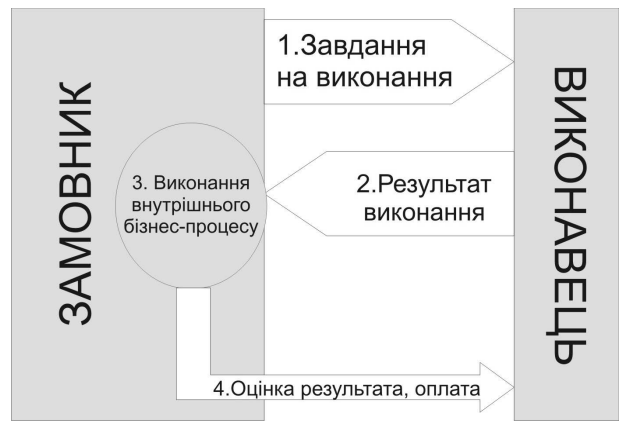 ЗАМОВНИК
1.Завдання
на виконання
2.Результат
виконання
3. Виконання
внутрішнього
бізнес-процесу
4.Оцінка результата, оплата
ВИКОНАВЕЦЬ